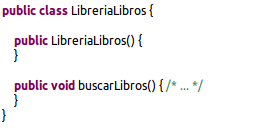 public class LibreriaLibros {
public LibreriaLibros() {
}
public void buscarLibros() { /* ... */
}
}